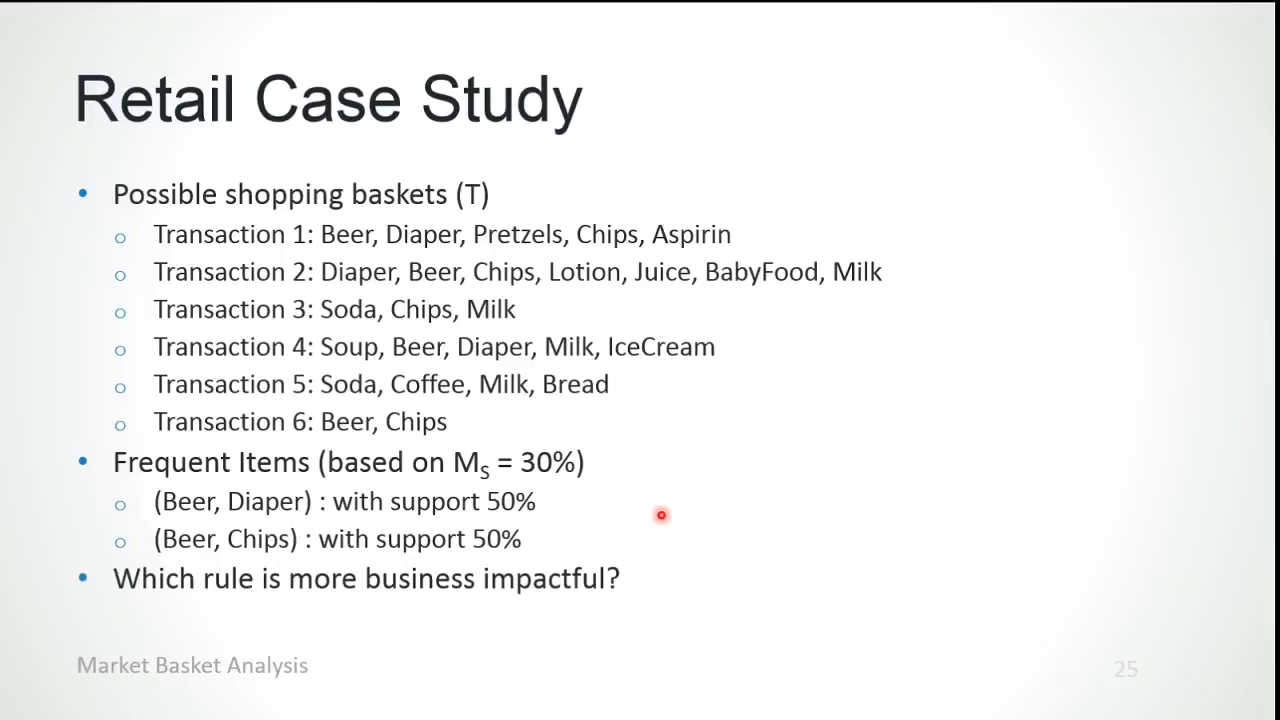 Retail Case Study
• Possible shopping baskets (T)
o Transaction 1: Beer, Diaper, Pretzels, Chips, Aspirin
o Transaction 2: Diaper, Beer, Chips, Lotion, Juice, BabyFood, Milk
o Transaction 3: Soda, Chips, Milk
o Transaction 4: Soup, Beer, Diaper, Milk, IceCream
o Transaction 5: Soda, Coffee, Milk, Bread
o Transaction 6: Beer, Chips
• Frequent Items (based on MS = 30%)
o (Beer, Diaper) : with support 50%
o (Beer, Chips) : with support 50%
• Which rule is more business impactful?
Market Basket Analysis
25